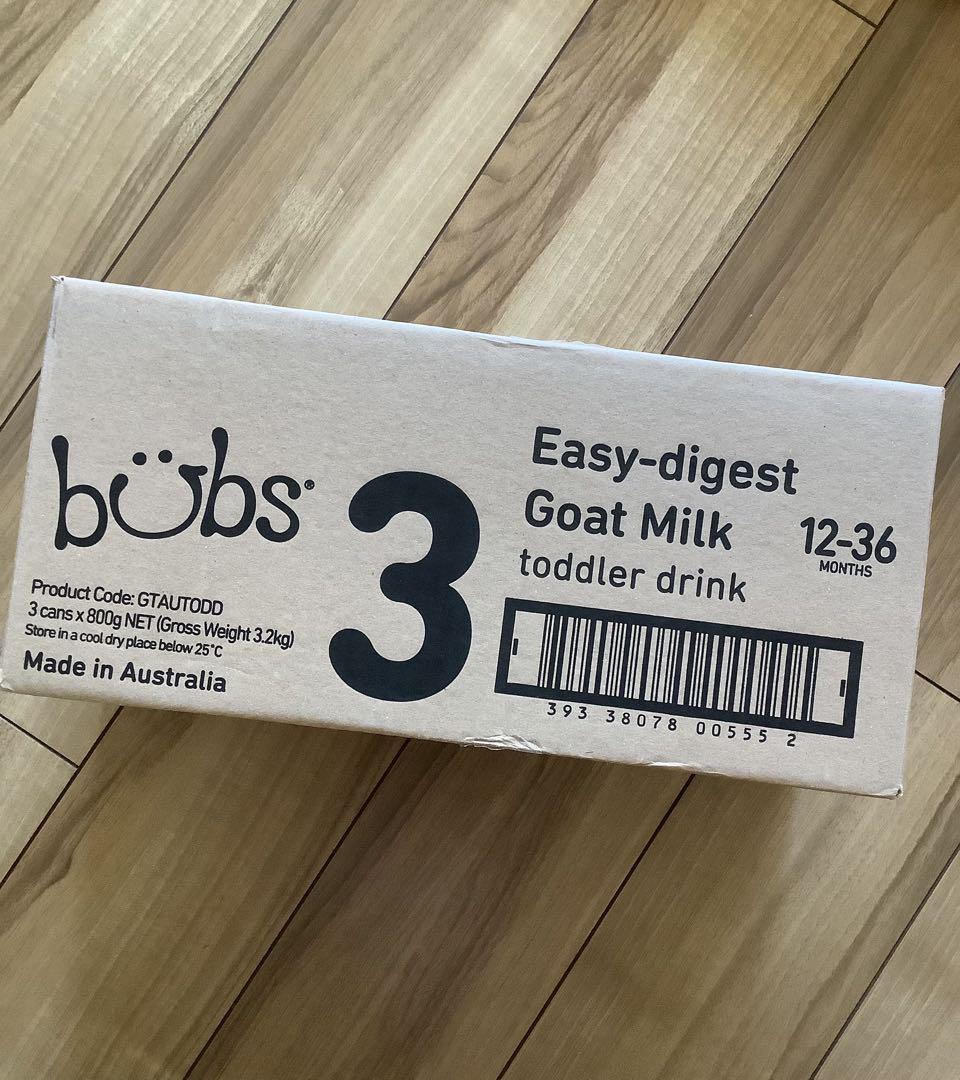 bubs®
3
Easy-digest
Goat Milk
toddler drink
12-36
MONTHS
Product Code: GTAUTODD
3 cans x 800g NET (Gross Weight 3.2kg)
Store in a cool dry place below 25°C
Made in Australia
393 38078 00555 2